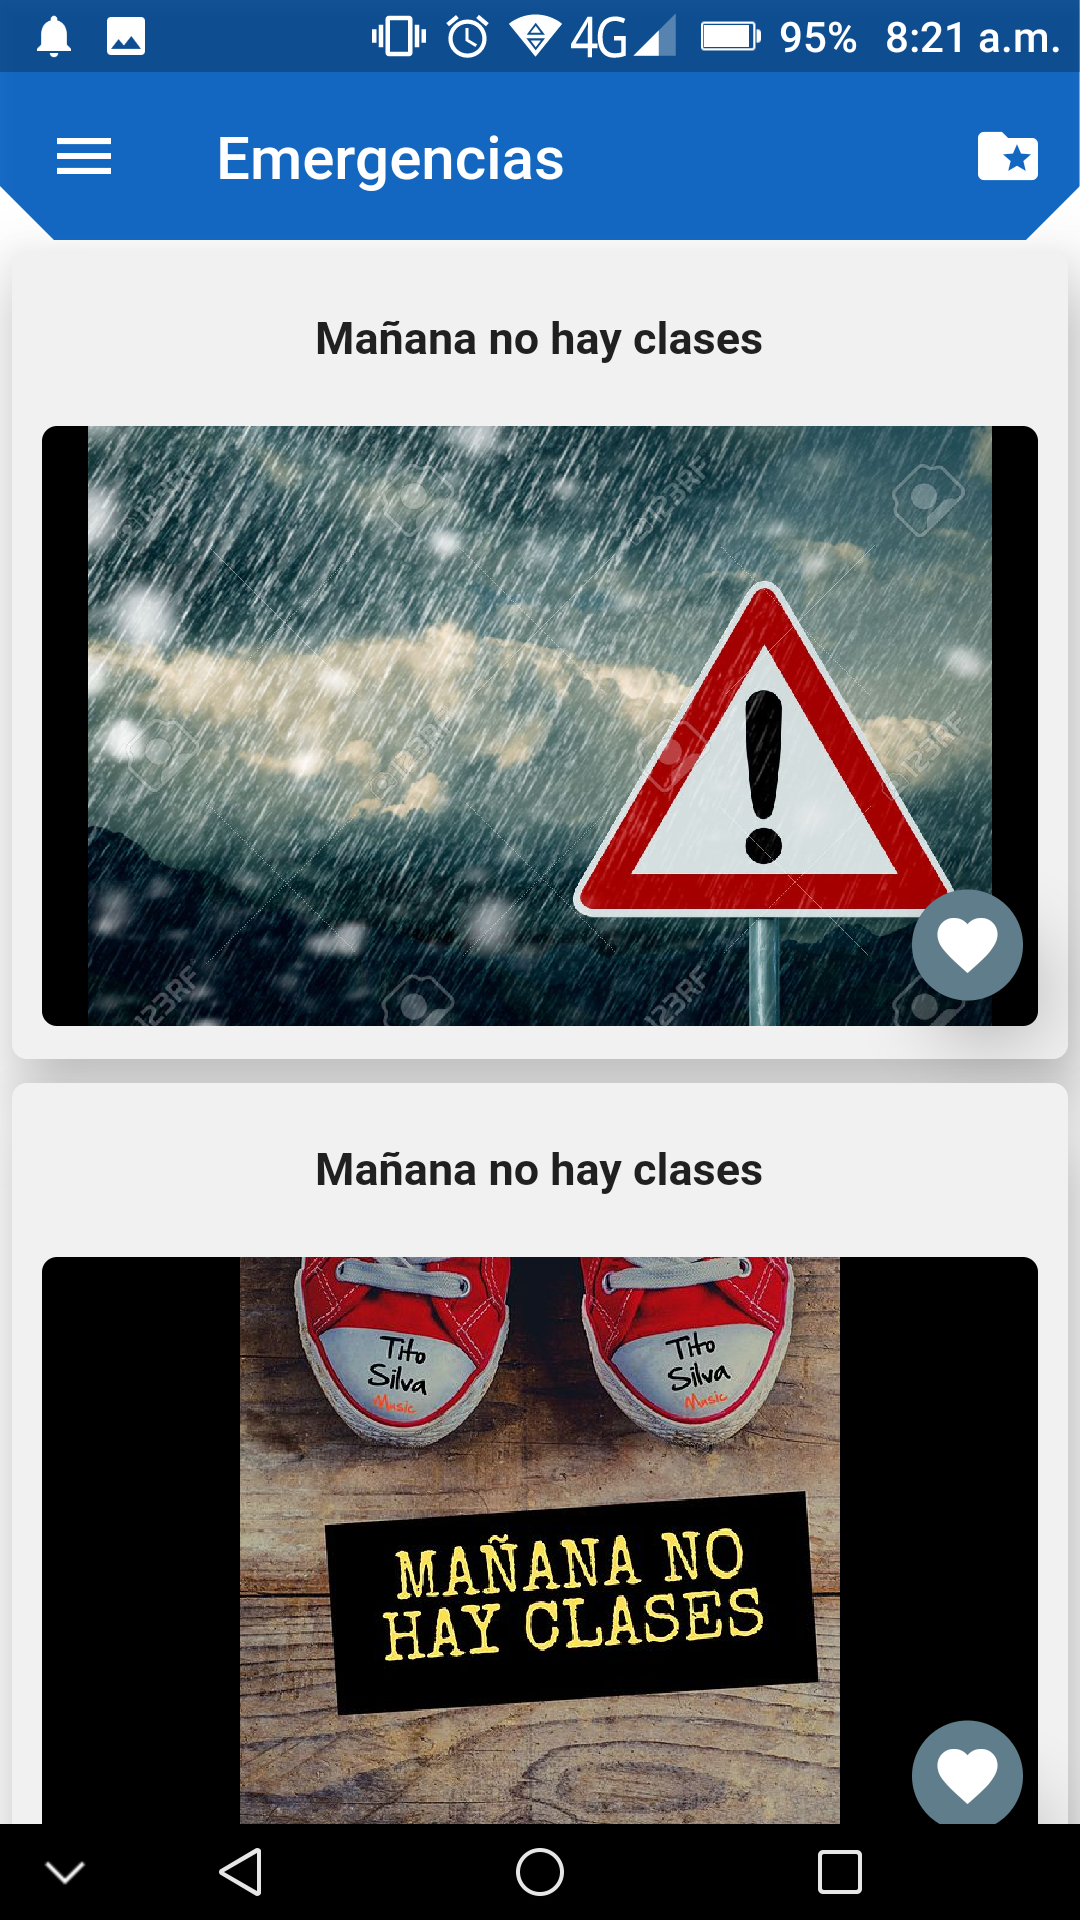 4G 95% 8:21 a.m.
Emergencias
Mañana no hay clases
123RF
123RF
123RF
123RF
123RF
123RF
Mañana no hay clases
Tito
Silva
Music
Tito
Silva
Music
MAÑANA NO
HAY CLASES